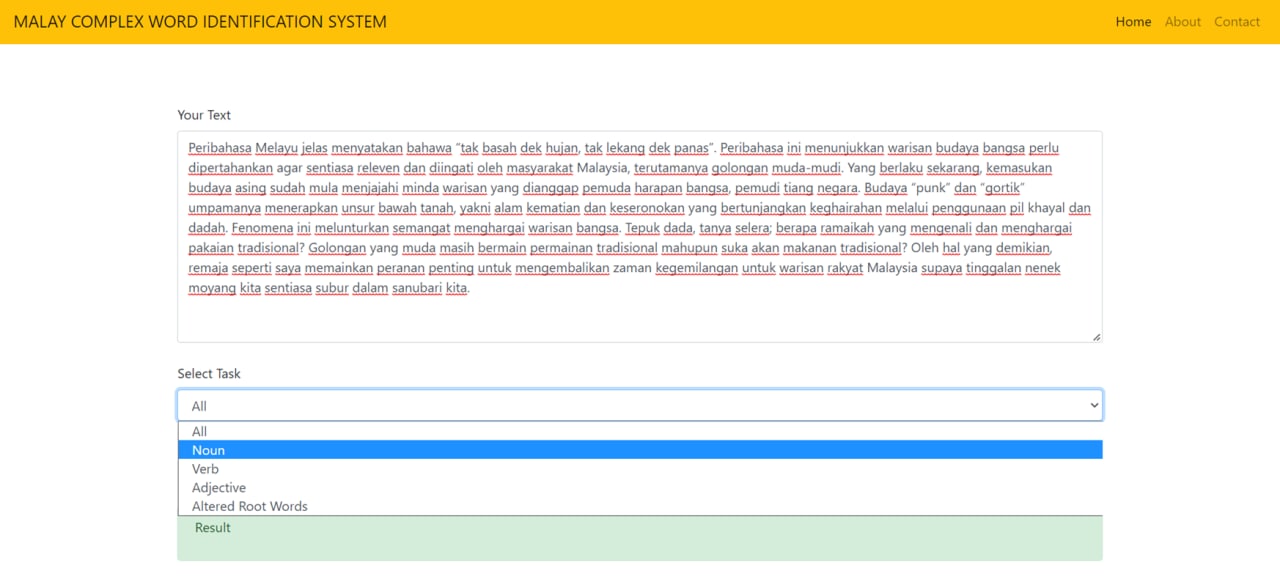 MALAY COMPLEX WORD IDENTIFICATION SYSTEM
Home About Contact
Your Text
Peribahasa Melayu jelas menyatakan bahawa “tak basah dek hujan, tak lekang dek panas”. Peribahasa ini menunjukkan warisan budaya bangsa perlu
dipertahankan agar sentiasa releven dan diingati oleh masyarakat Malaysia, terutamanya golongan muda-mudi. Yang berlaku sekarang, kemasukan
budaya asing sudah mula menjajahi minda warisan yang dianggap pemuda harapan bangsa, pemudi tiang negara. Budaya “punk” dan “gortik”
umpamanya menerapkan unsur bawah tanah, yakni alam kematian dan keseronokan yang bertunjangkan keghairahan melalui penggunaan pil khayal dan
dadah. Fenomena ini melunturkan semangat menghargai warisan bangsa. Tepuk dada, tanya selera; berapa ramaikah yang mengenali dan menghargai
pakaian tradisional? Golongan yang muda masih bermain permainan tradisional mahupun suka akan makanan tradisional? Oleh hal yang demikian,
remaja seperti saya memainkan peranan penting untuk mengembalikan zaman kegemilangan untuk warisan rakyat Malaysia supaya tinggalan nenek
moyang kita sentiasa subur dalam sanubari kita.
Select Task
All
All
Noun
Verb
Adjective
Altered Root Words
Result